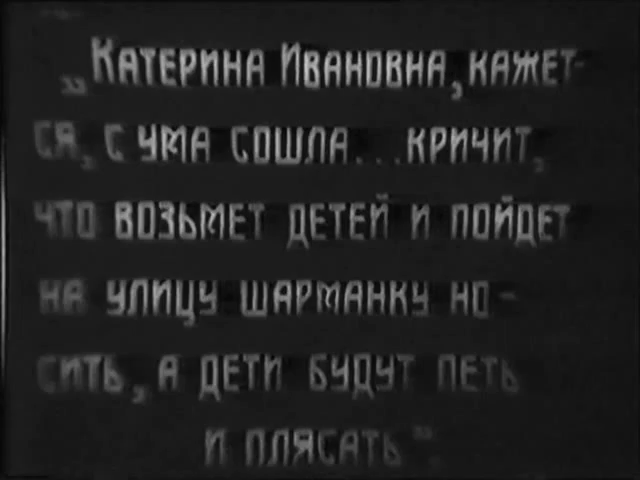 „Катерина Ивановна, кажет-
ся, с ума сошла...кричит,
что возьмет детей и пойдет
на улицу шарманку но-
сить, а дети будут петь
и плясать".